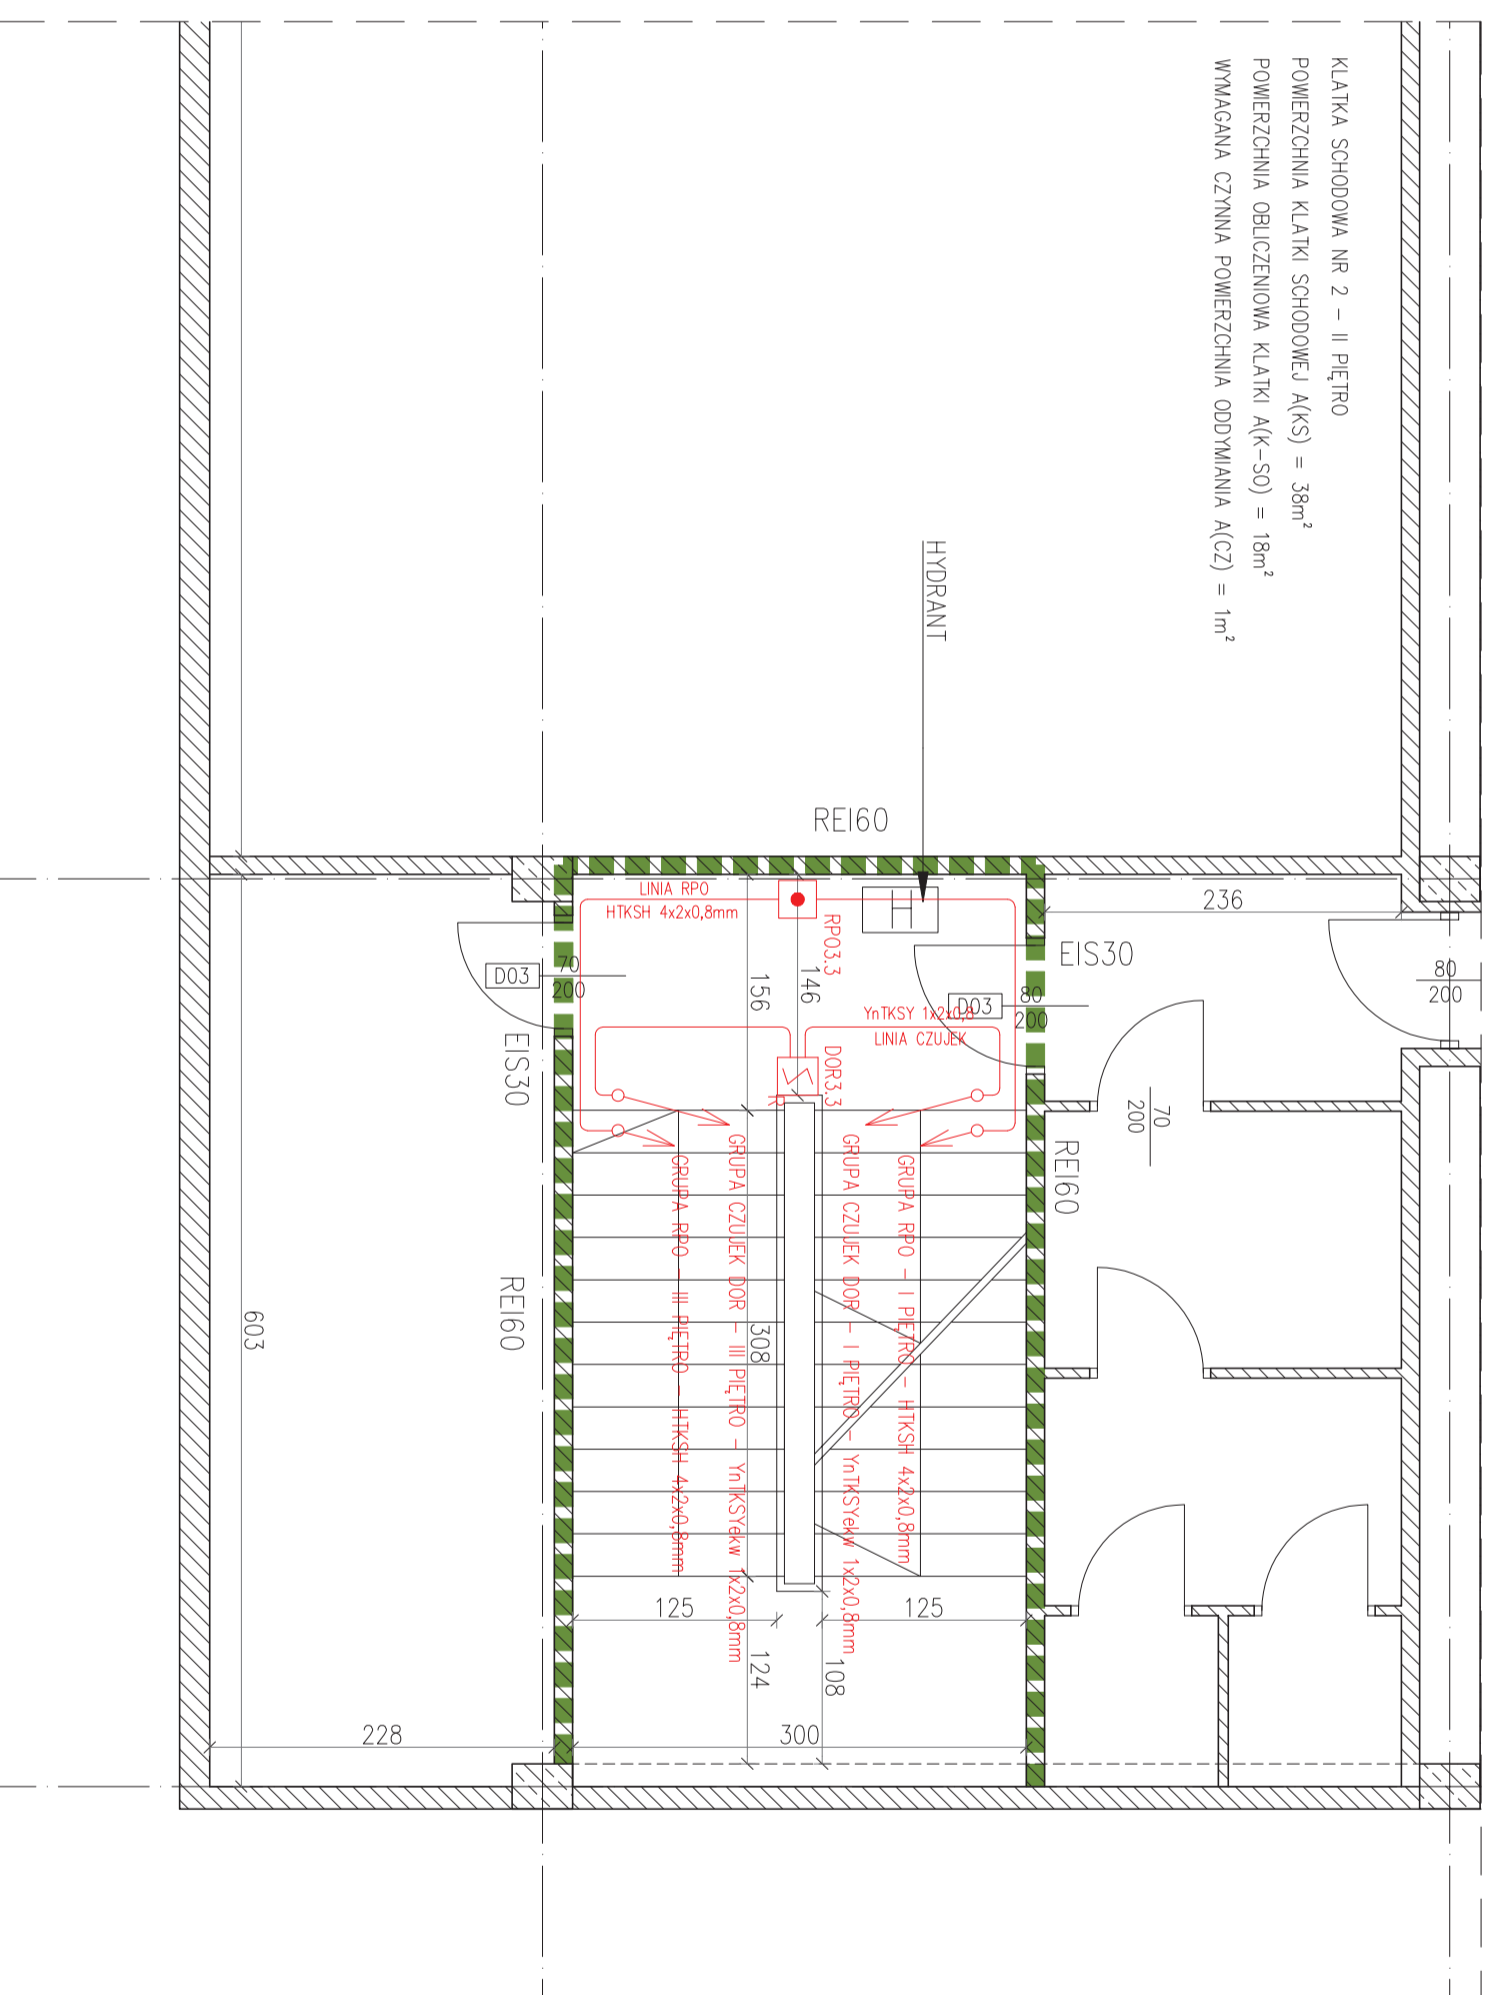 KLATKA SCHODOWA NR 2 – II PIĘTRO
POWIERZCHNIA KLATKI SCHODOWEJ A(KS) = 38m²
POWIERZCHNIA OBLICZENIOWA KLATKI A(K–SO) = 18m²
WYMAGANA CZYNNA POWIERZCHNIA ODDYMIANIA A(CZ) = 1m²
HYDRANT
REI60
LINIA RPO
HTKSH 4x2x0,8mm
RPO3.3
H
236
EIS30
80
200
D03
70
200
D03
80
200
156
146
YnTKSY 1x2x0,8
LINIA CZUJEK
DOR3.3
R
EIS30
70
200
REI60
GRUPA RPO – I PIĘTRO – HTKSH 4x2x0,8mm
GRUPA CZUJEK DOR – I PIĘTRO – YnTKSYekw 1x2x0,8mm
GRUPA CZUJEK DOR – III PIĘTRO – YnTKSYekw 1x2x0,8mm
GRUPA RPO – III PIĘTRO – HTKSH 4x2x0,8mm
308
REI60
603
125
125
124
108
228
300